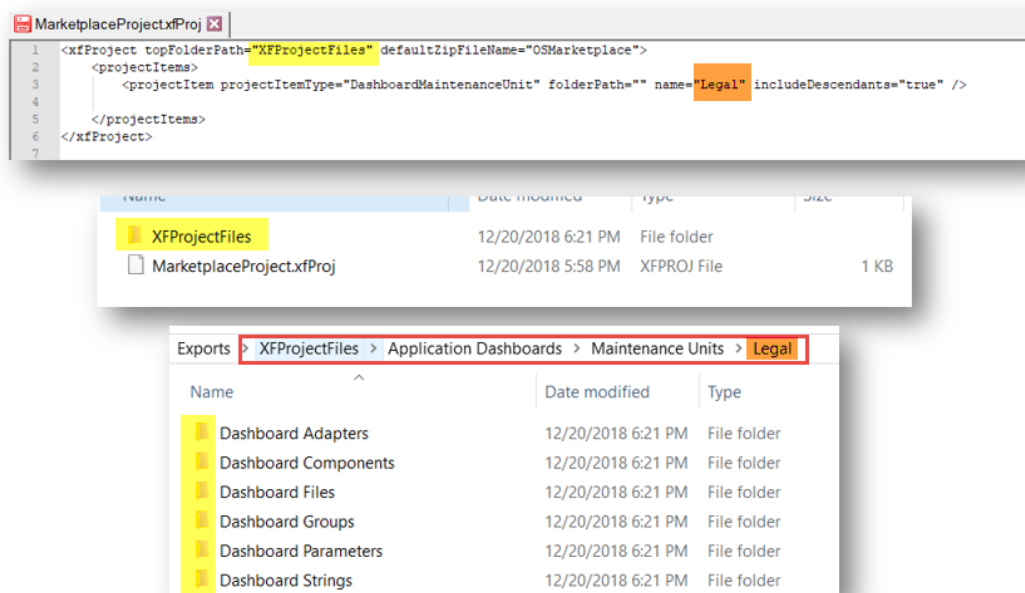 MarketplaceProject.xfProj
1 <xfProject topFolderPath="XFProjectFiles" defaultZipFileName="OSMarketplace">
2 <projectItems>
3 <projectItem projectItemType="DashboardMaintenanceUnit" folderPath="" name="Legal" includeDescendants="true" />
4
5 </projectItems>
6 </xfProject>
7
Name Date modified Type Size
XFProjectFiles 12/20/2018 6:21 PM File folder
MarketplaceProject.xfProj 12/20/2018 5:58 PM XFPROJ File 1 KB
Exports > XFProjectFiles > Application Dashboards > Maintenance Units > Legal
Name Date modified Type
Dashboard Adapters 12/20/2018 6:21 PM File folder
Dashboard Components 12/20/2018 6:21 PM File folder
Dashboard Files 12/20/2018 6:21 PM File folder
Dashboard Groups 12/20/2018 6:21 PM File folder
Dashboard Parameters 12/20/2018 6:21 PM File folder
Dashboard Strings 12/20/2018 6:21 PM File folder